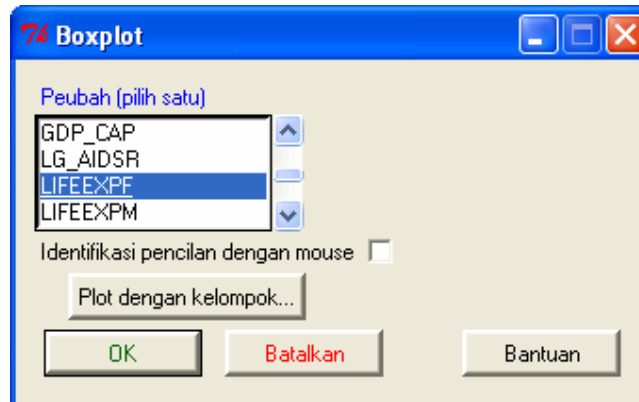 Boxplot
Peubah (pilih satu)
GDP_CAP
LG_AIDSR
LIFEEXPF
LIFEEXPM
Identifikasi pencilan dengan mouse
Plot dengan kelompok...
OK Batalkan Bantuan